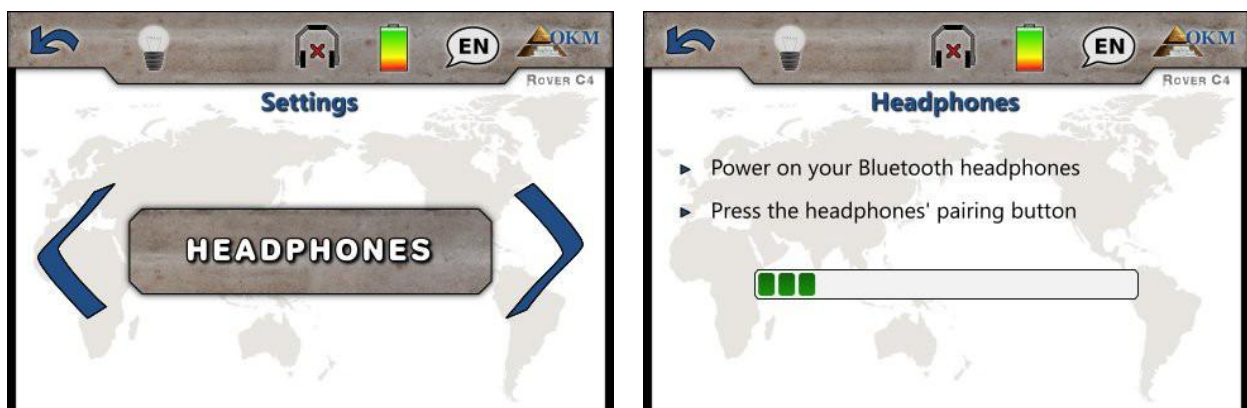 EN
OKM
ROVER C4
Settings
HEADPHONES
EN
OKM
ROVER C4
Headphones
Power on your Bluetooth headphones
Press the headphones' pairing button